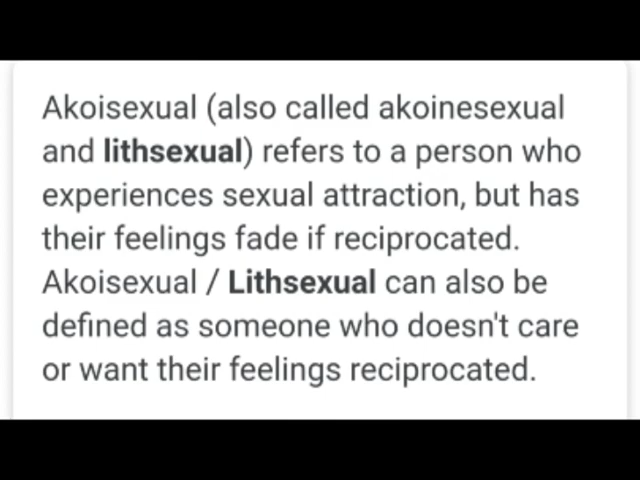 Akoisexual (also called akoinesexual
and lithsexual) refers to a person who
experiences sexual attraction, but has
their feelings fade if reciprocated.
Akoisexual / Lithsexual can also be
defined as someone who doesn't care
or want their feelings reciprocated.